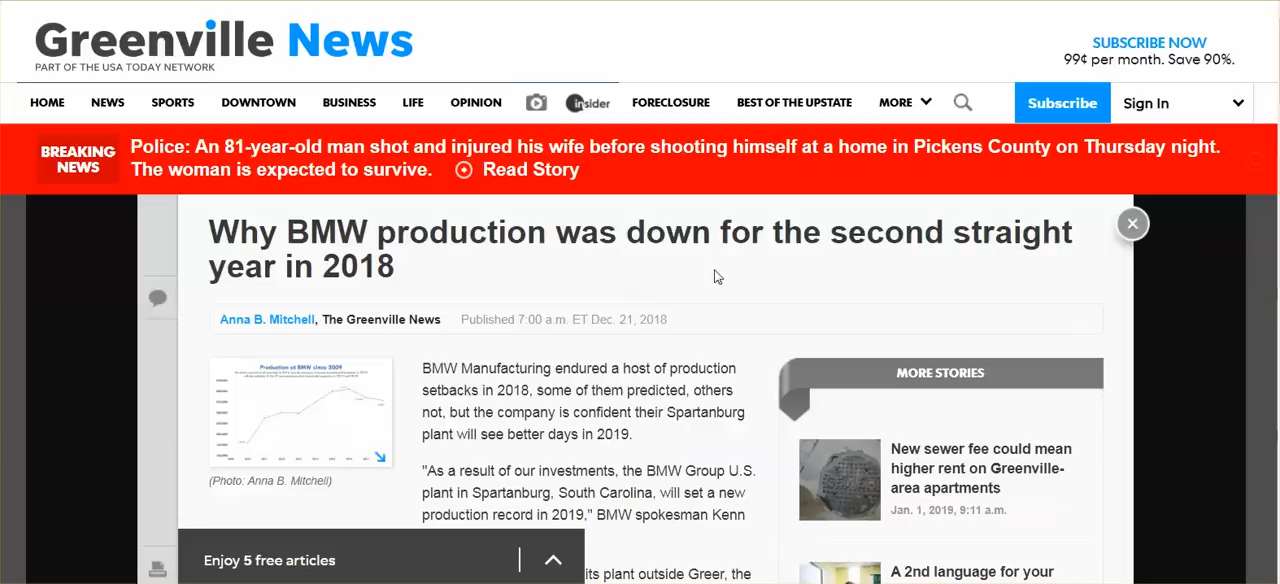 Greenville News
PART OF THE USA TODAY NETWORK
SUBSCRIBE NOW
99¢ per month. Save 90%.
HOME NEWS SPORTS DOWNTOWN BUSINESS LIFE OPINION insider FORECLOSURE BEST OF THE UPSTATE MORE Subscribe Sign In
BREAKING
NEWS
Police: An 81-year-old man shot and injured his wife before shooting himself at a home in Pickens County on Thursday night.
The woman is expected to survive. Read Story
Why BMW production was down for the second straight
year in 2018
Anna B. Mitchell, The Greenville News Published 7:00 a.m. ET Dec. 21, 2018
Production at BMW since 2009
(Photo: Anna B. Mitchell)
BMW Manufacturing endured a host of production
setbacks in 2018, some of them predicted, others
not, but the company is confident their Spartanburg
plant will see better days in 2019.
"As a result of our investments, the BMW Group U.S.
plant in Spartanburg, South Carolina, will set a new
production record in 2019," BMW spokesman Kenn
its plant outside Greer, the
MORE STORIES
New sewer fee could mean
higher rent on Greenville-
area apartments
Jan. 1, 2019, 9:11 a.m.
A 2nd language for your
Enjoy 5 free articles